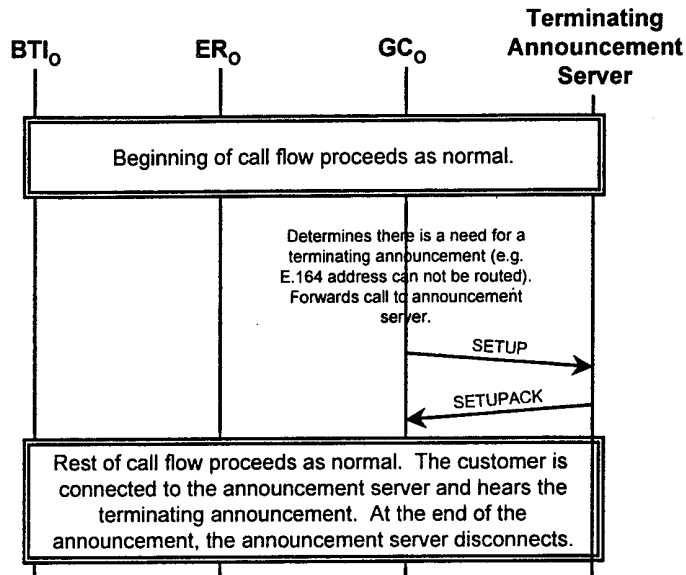 Terminating
Announcement
Server
BTIO
ERO
GCO
Beginning of call flow proceeds as normal.
Determines there is a need for a
terminating announcement (e.g.
E.164 address can not be routed).
Forwards call to announcement
server.
SETUP
SETUPACK
Rest of call flow proceeds as normal. The customer is
connected to the announcement server and hears the
terminating announcement. At the end of the
announcement, the announcement server disconnects.